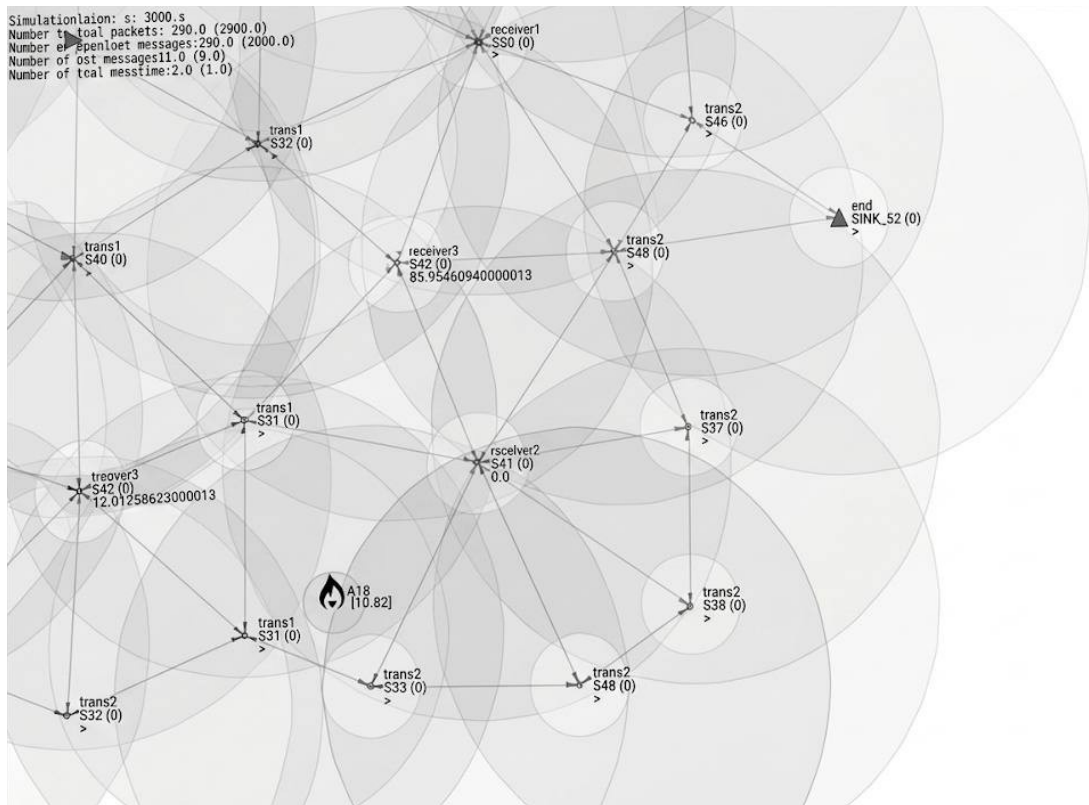 Simulationlaion: s: 3000.s
Number t toal packets: 290.0 (2900.0)
Number e epenloet messages:290.0 (2000.0)
Number of ost messages11.0 (9.0)
Number of tcal messtime:2.0 (1.0)
receiver1
SS0 (0)
>
trans2
S46 (0)
>
trans1
S32 (0)
end
SINK_52 (0)
>
trans1
S40 (0)
receiver3
S42 (0)
85.95460940000013
trans2
S48 (0)
>
trans1
S31 (0)
>
trans2
S37 (0)
>
rscelver2
S41 (0)
0.0
treover3
S42 (0)
12.01258623000013
A18
[10.82]
trans2
S38 (0)
>
trans1
S31 (0)
>
trans2
S33 (0)
>
trans2
S48 (0)
>
trans2
S32 (0)
>